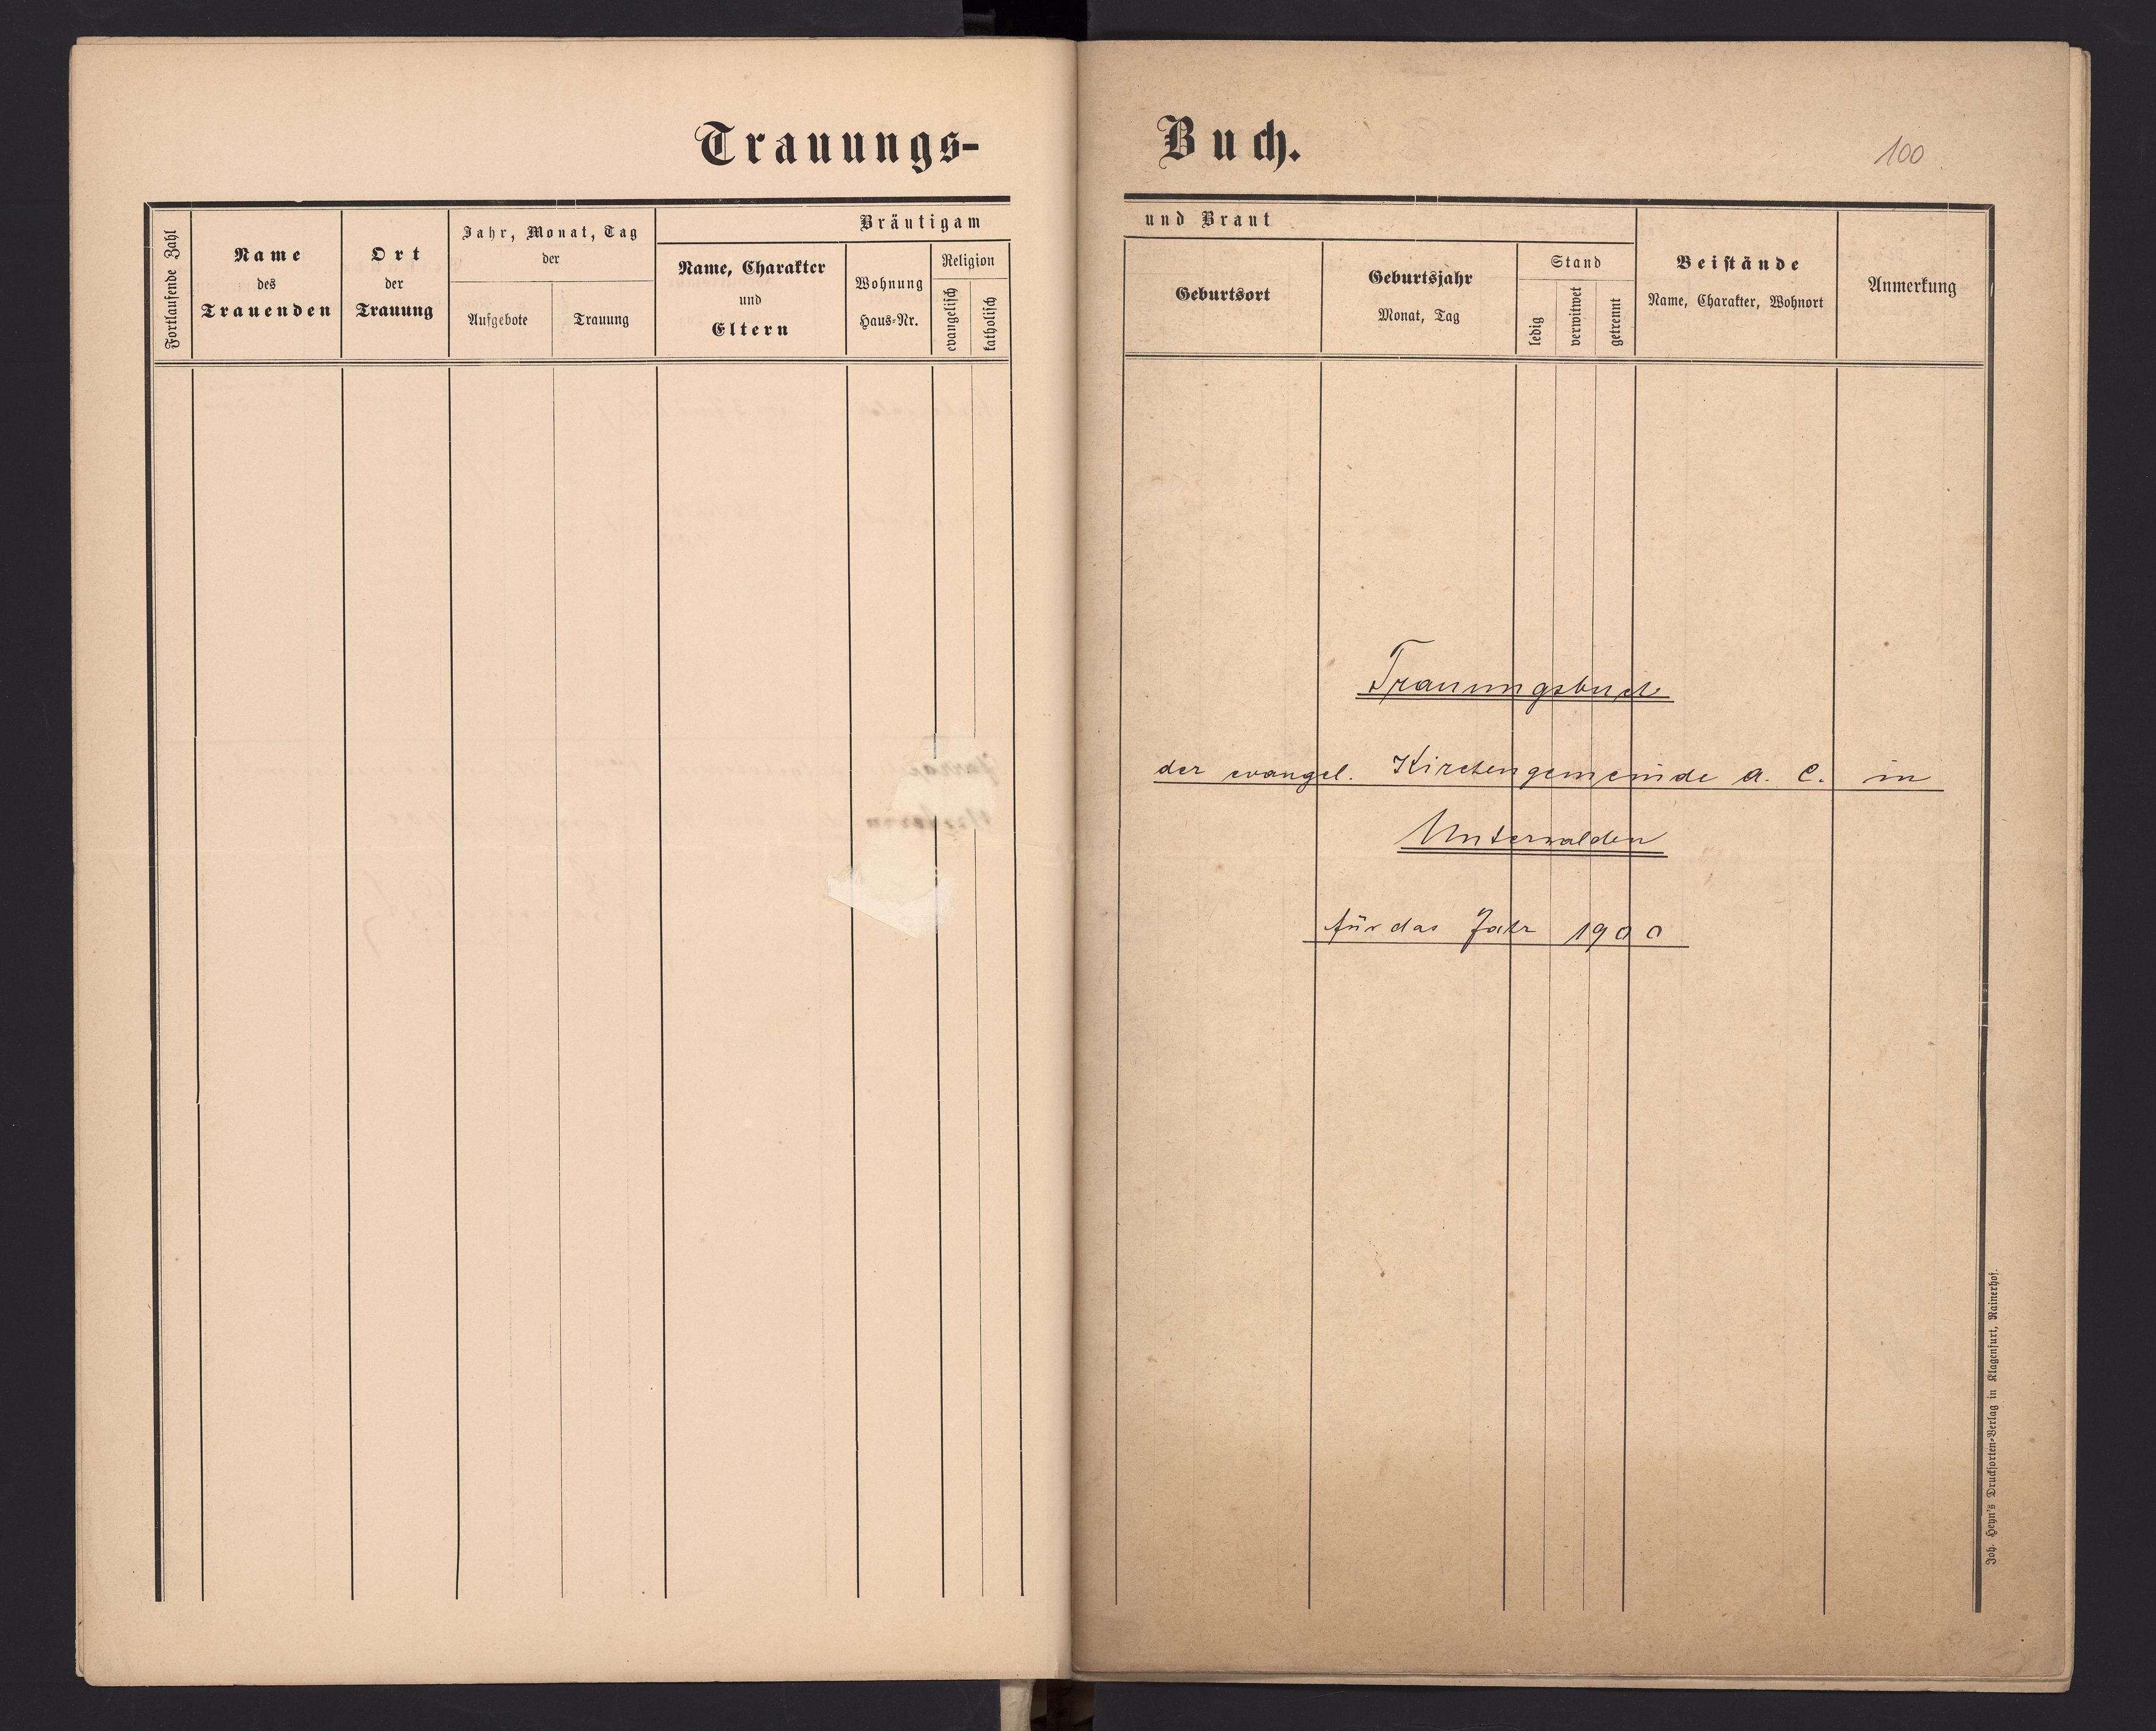 Trauungs-
Fortlaufende Zahl
Name
des
Trauenden
Ort
der
Trauung
Jahr, Monat, Tag
der
Aufgebote
Trauung
Bräutigam
Name, Charakter
und
Eltern
Wohnung
Haus-Nr.
Religion
evangelisch
katholisch
Buch.
100
und Braut
Geburtsort
Geburtsjahr
Monat, Tag
Stand
ledig
verwitwet
getrennt
Beistände
Name, Charakter, Wohnort
Anmerkung
Trauungsbuch
der evangel. Kirchengemeinde A. C. in
Unterwalden
für das Jahr 1900
Joh. Heyn's Drucksorten-Verlag in Klagenfurt, Rainerhof.